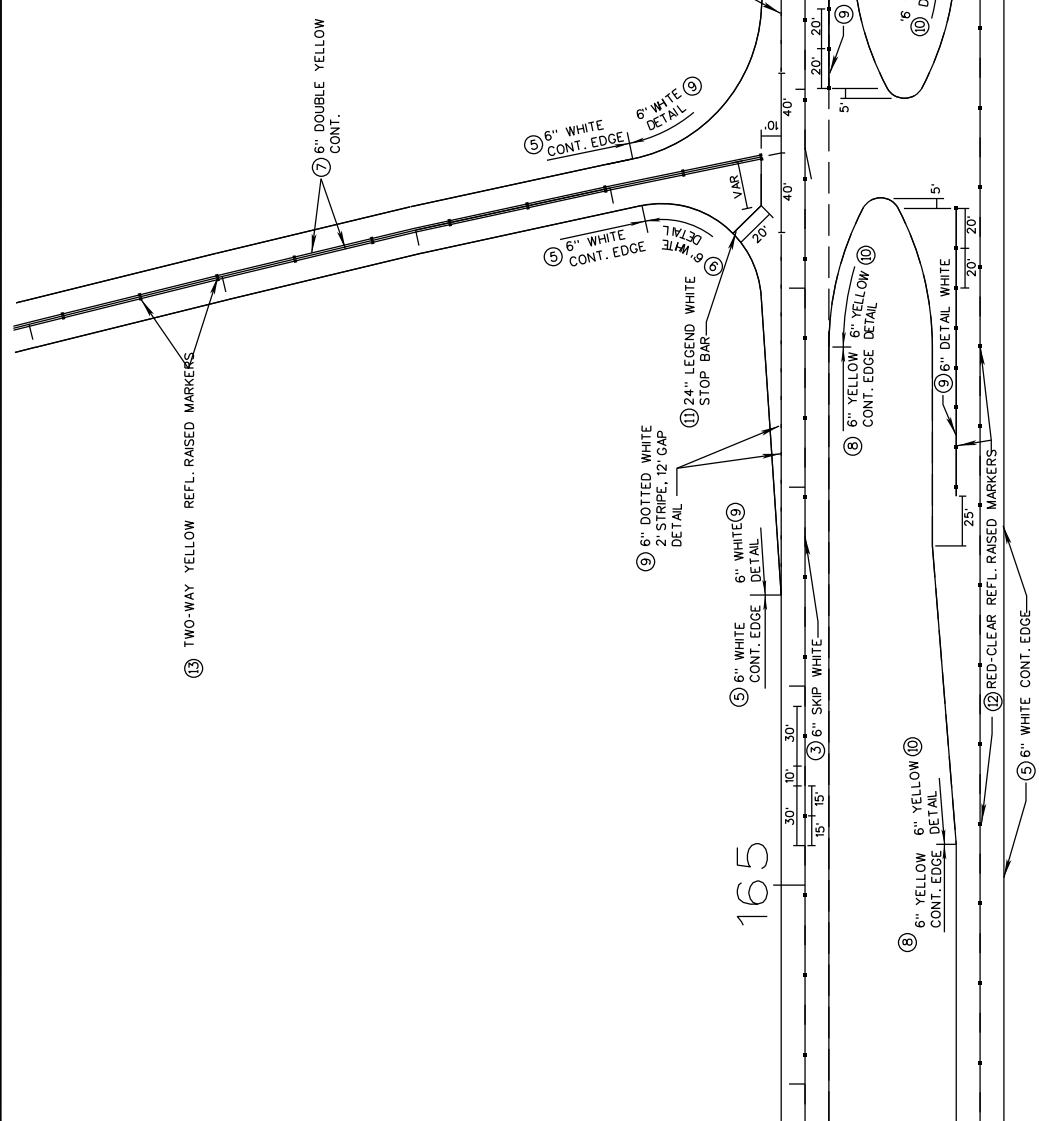 ⑦ 6" DOUBLE YELLOW
CONT.
⑤ 6" WHITE
CONT. EDGE
6" WHITE ⑨
DETAIL
⑤ 6" WHITE
CONT. EDGE
6" WHITE ⑨
DETAIL
VAR
20'
10'
40'
40'
20'
20'
⑨
5'
⑩
5'
20'
20'
⑬ TWO-WAY YELLOW REFL. RAISED MARKERS
⑪ 24" LEGEND WHITE
STOP BAR
⑨ 6" DOTTED WHITE
2' STRIPE, 12' GAP
DETAIL
⑧ 6" YELLOW
CONT. EDGE
6" YELLOW ⑩
DETAIL
⑨ 6" DETAIL WHITE
25'
⑤ 6" WHITE
CONT. EDGE
6" WHITE ⑨
DETAIL
③ 6" SKIP WHITE
30'
10'
30'
15'
15'
165
⑧ 6" YELLOW
CONT. EDGE
6" YELLOW ⑩
DETAIL
⑫ RED-CLEAR REFL. RAISED MARKERS
⑤ 6" WHITE CONT. EDGE